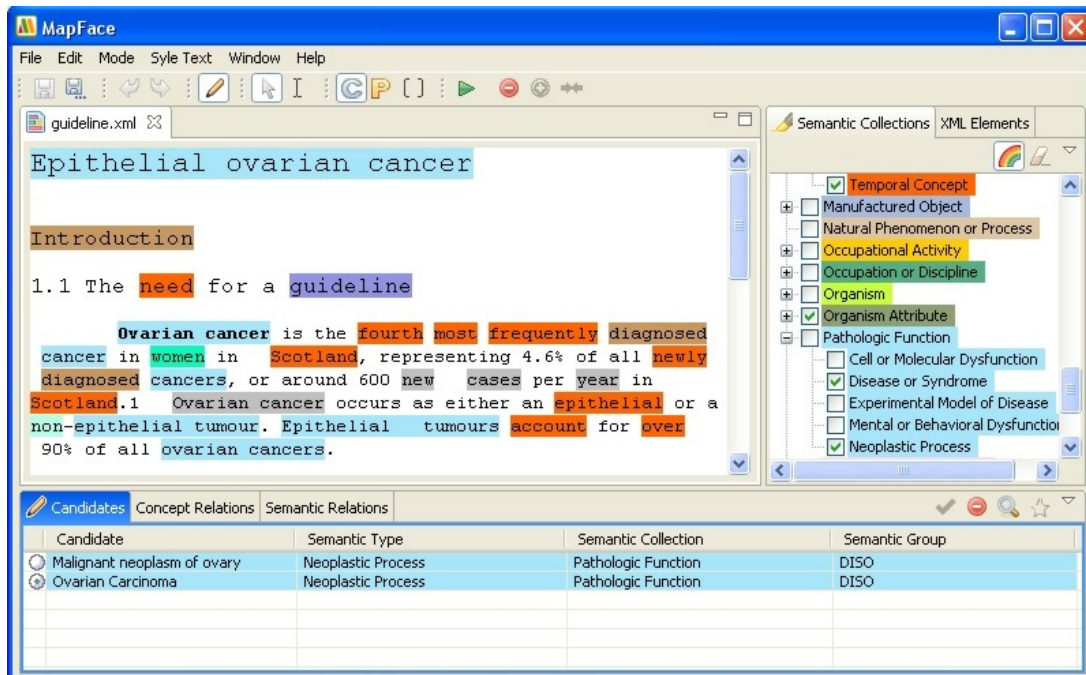 MapFace
File Edit Mode Syle Text Window Help
guideline.xml
Epithelial ovarian cancer
Introduction
1.1 The need for a guideline
Ovarian cancer is the fourth most frequently diagnosed
cancer in women in Scotland, representing 4.6% of all newly
diagnosed cancers, or around 600 new cases per year in
Scotland.1 Ovarian cancer occurs as either an epithelial or a
non-epithelial tumour. Epithelial tumours account for over
90% of all ovarian cancers.
Semantic Collections XML Elements
Temporal Concept
Manufactured Object
Natural Phenomenon or Process
Occupational Activity
Occupation or Discipline
Organism
Organism Attribute
Pathologic Function
Cell or Molecular Dysfunction
Disease or Syndrome
Experimental Model of Disease
Mental or Behavioral Dysfunction
Neoplastic Process
Candidates Concept Relations Semantic Relations
Candidate Semantic Type Semantic Collection Semantic Group
Malignant neoplasm of ovary Neoplastic Process Pathologic Function DISO
Ovarian Carcinoma Neoplastic Process Pathologic Function DISO